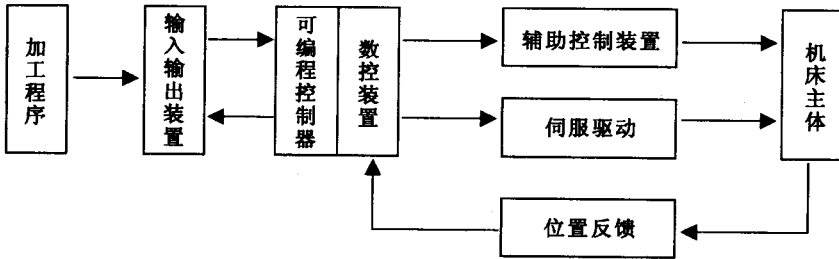 加工程序
输入输出装置
可编程控制器
数控装置
辅助控制装置
伺服驱动
位置反馈
机床主体